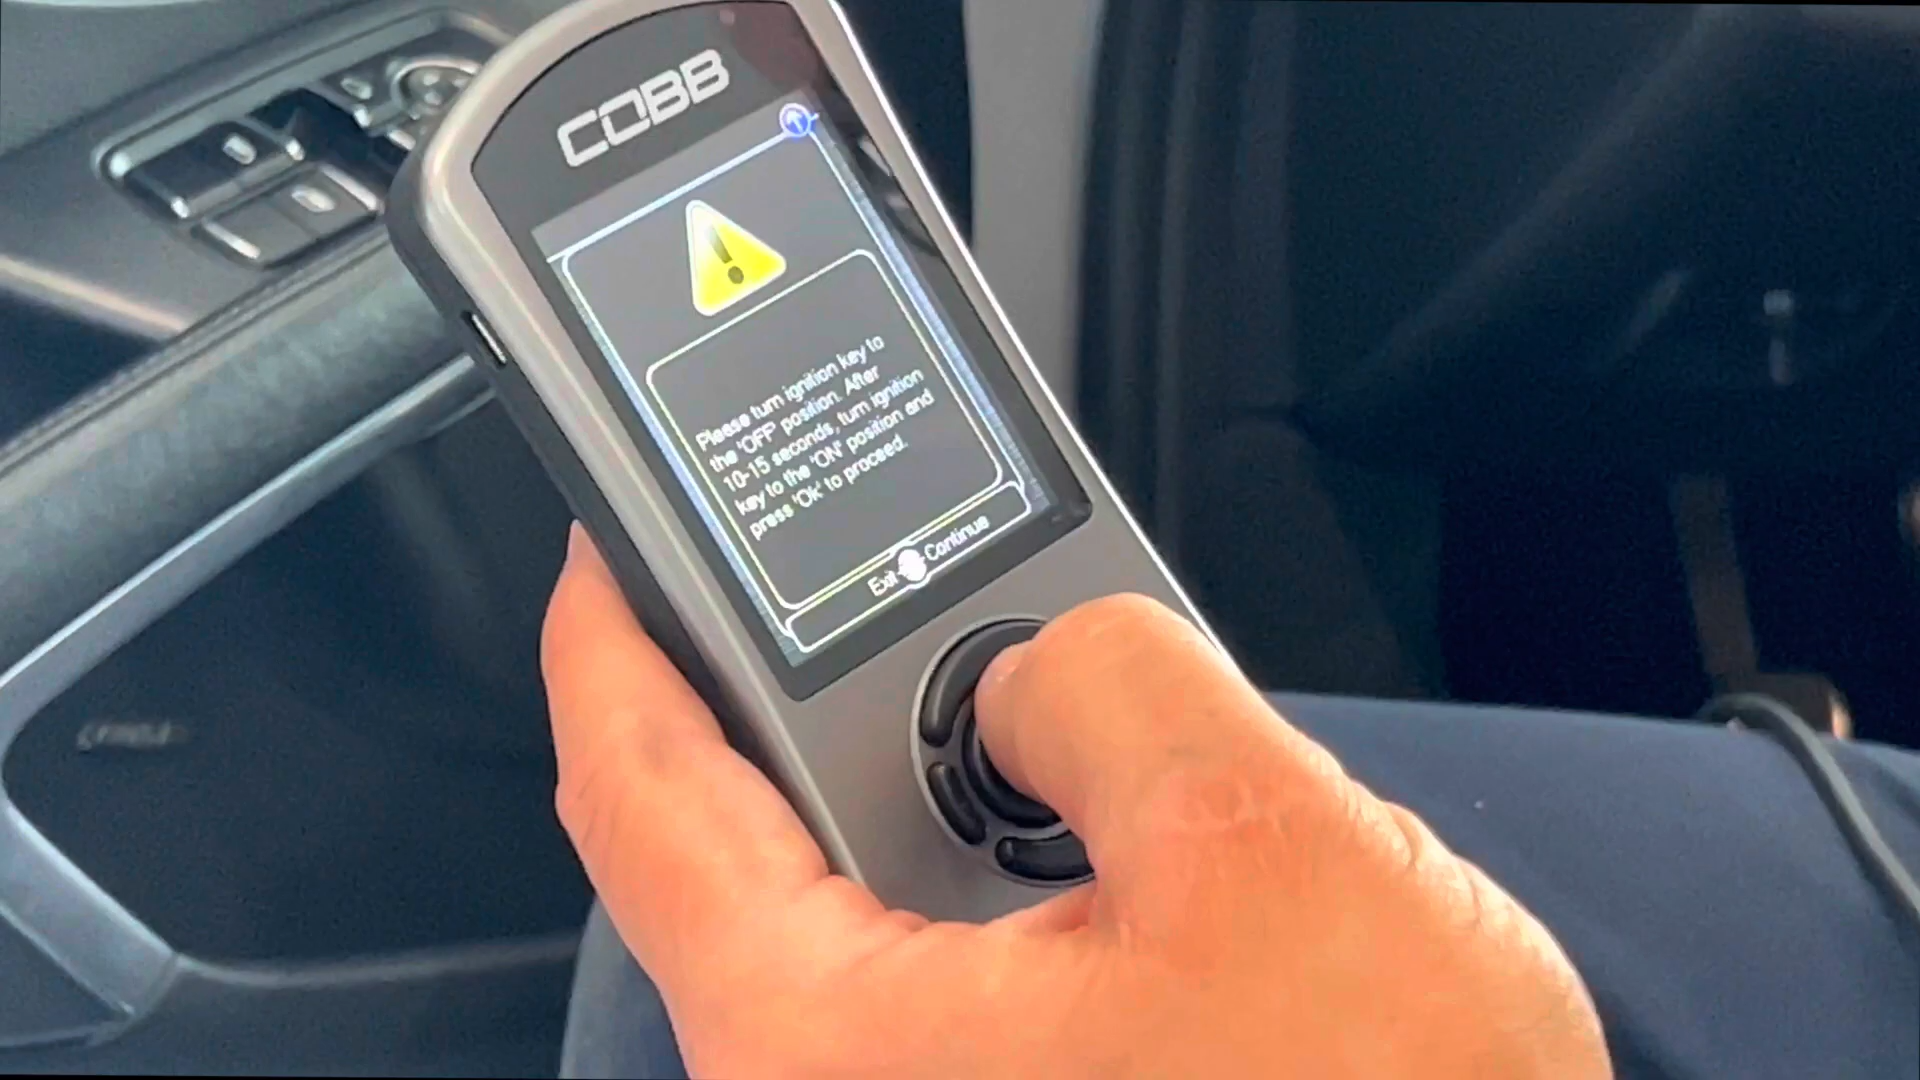 COBB
Please turn ignition key to
the 'OFF' position. After
10-15 seconds, turn ignition
key to the 'ON' position and
press 'Ok' to proceed.
Exit Continue